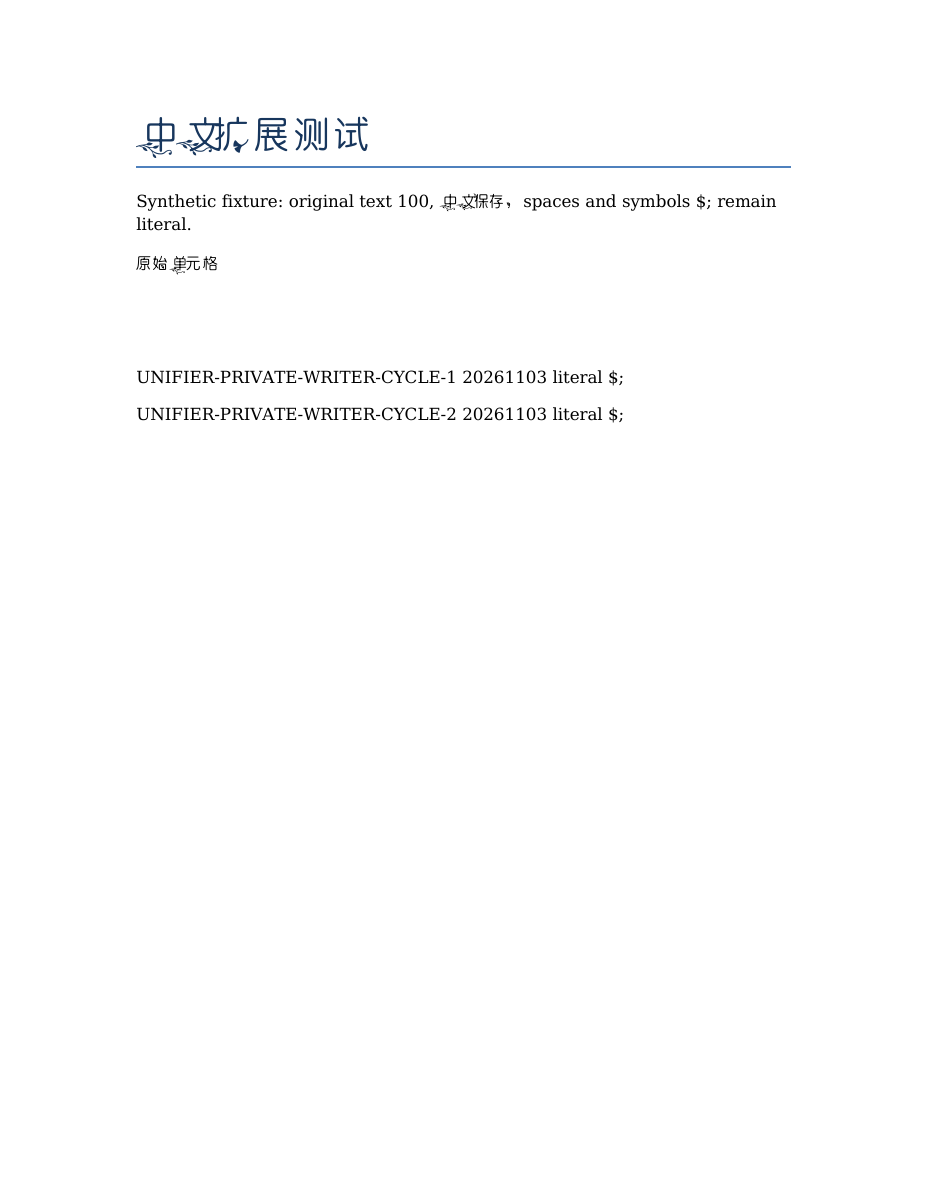 中文扩展测试
Synthetic fixture: original text 100, 中文保存，spaces and symbols $; remain
literal.
原始单元格
UNIFIER-PRIVATE-WRITER-CYCLE-1 20261103 literal $;
UNIFIER-PRIVATE-WRITER-CYCLE-2 20261103 literal $;